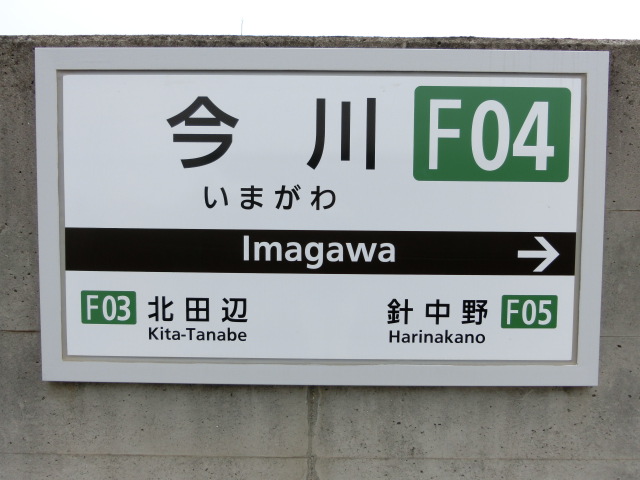 今川 F04
いまがわ
Imagawa →
F03 北田辺 針中野 F05
Kita-Tanabe Harinakano